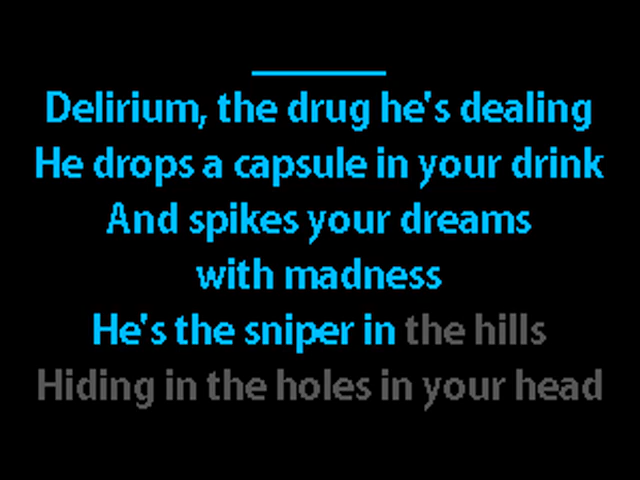 Delirium, the drug he's dealing
He drops a capsule in your drink
And spikes your dreams
with madness
He's the sniper in the hills
Hiding in the holes in your head